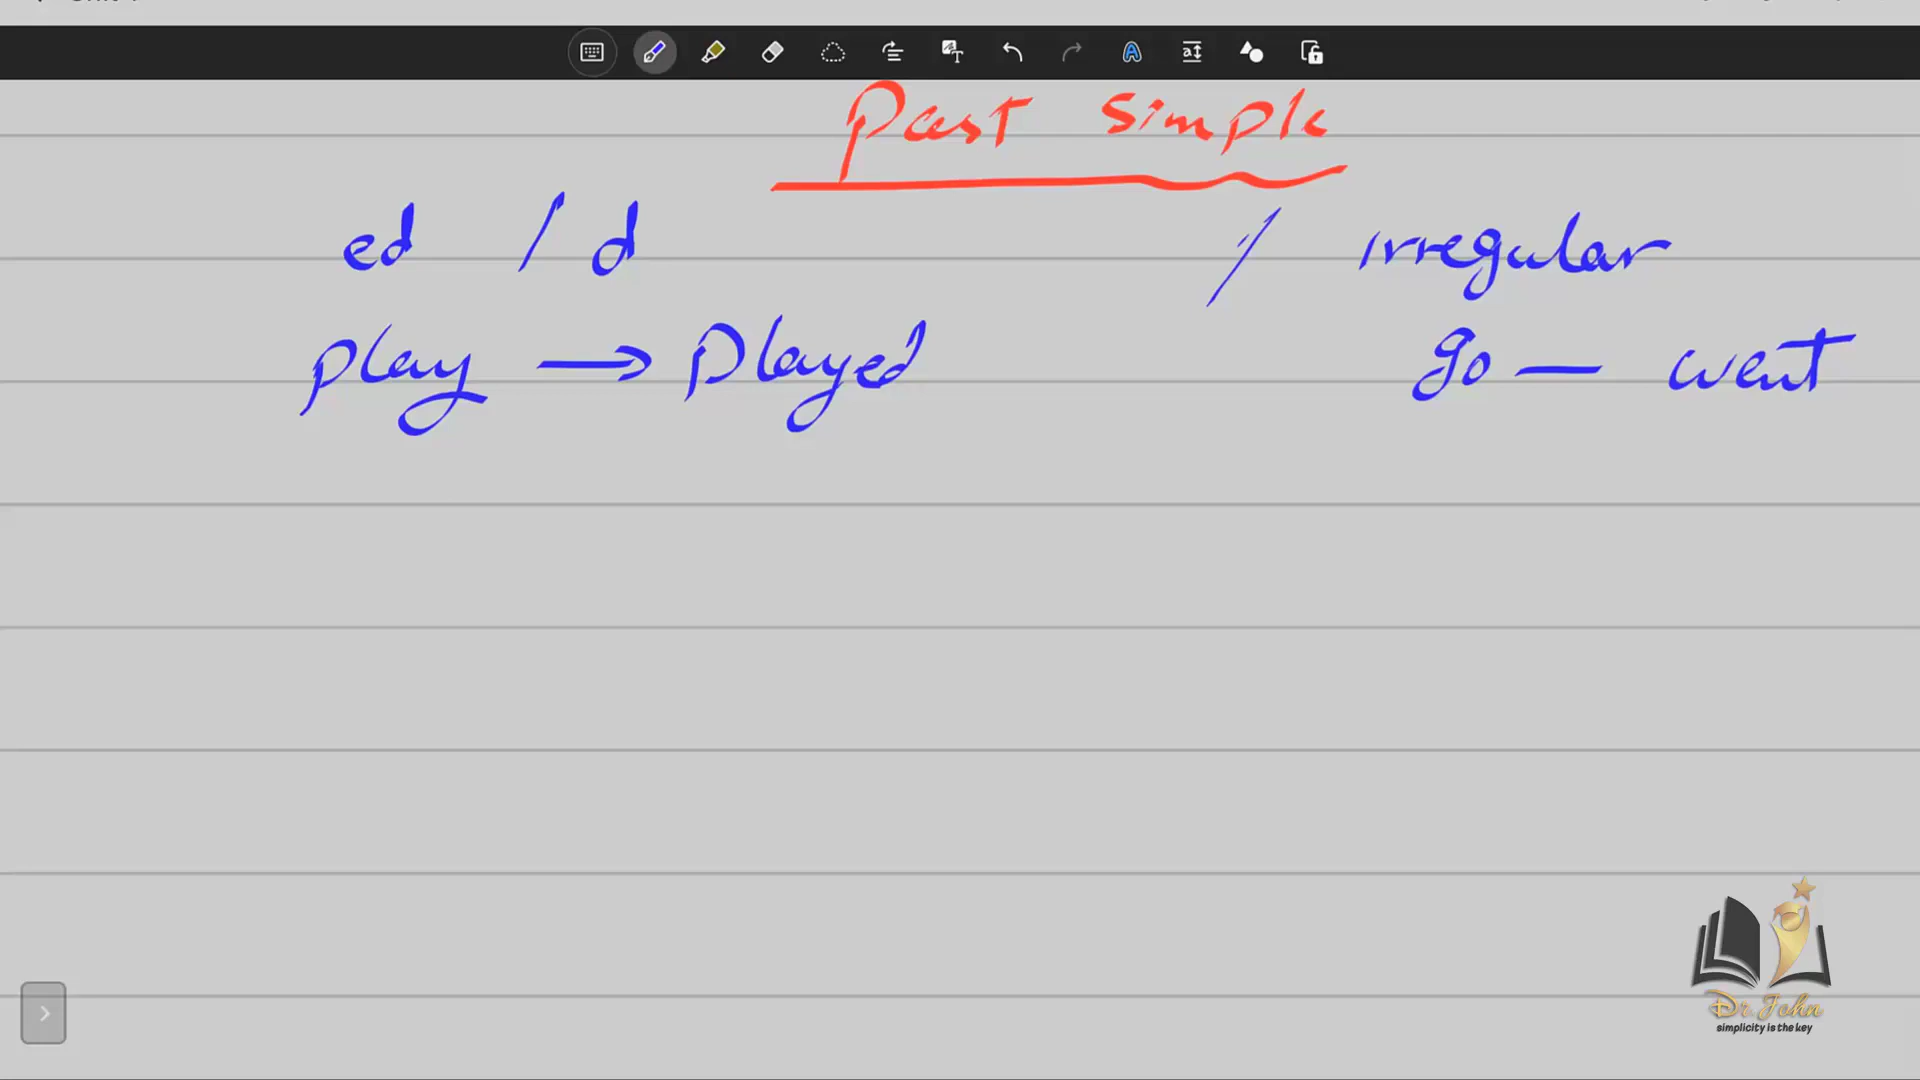 Past simple
ed / d / irregular
play → played go — went
Dr. John
simplicity is the key